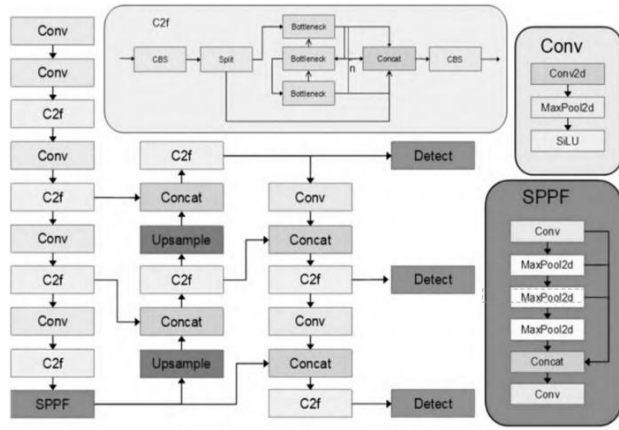 Conv
Conv
C2f
Conv
C2f
Conv
C2f
Conv
C2f
SPPF
C2f
CBS
Split
Bottleneck
Bottleneck
Bottleneck
n
Concat
CBS
C2f
Concat
Upsample
C2f
Concat
Upsample
Conv
Concat
C2f
Conv
Concat
C2f
Detect
Detect
Detect
Conv
Conv2d
MaxPool2d
SiLU
SPPF
Conv
MaxPool2d
MaxPool2d
MaxPool2d
Concat
Conv